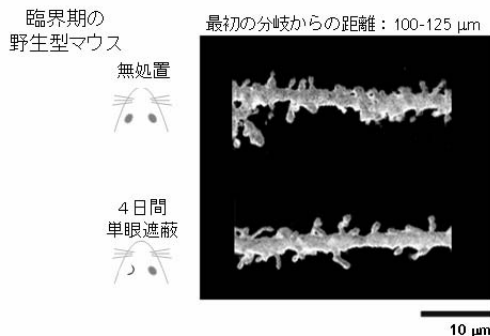 臨界期の
野生型マウス
最初の分岐からの距離：100-125 μm
無処置
４日間
単眼遮蔽
10 μm